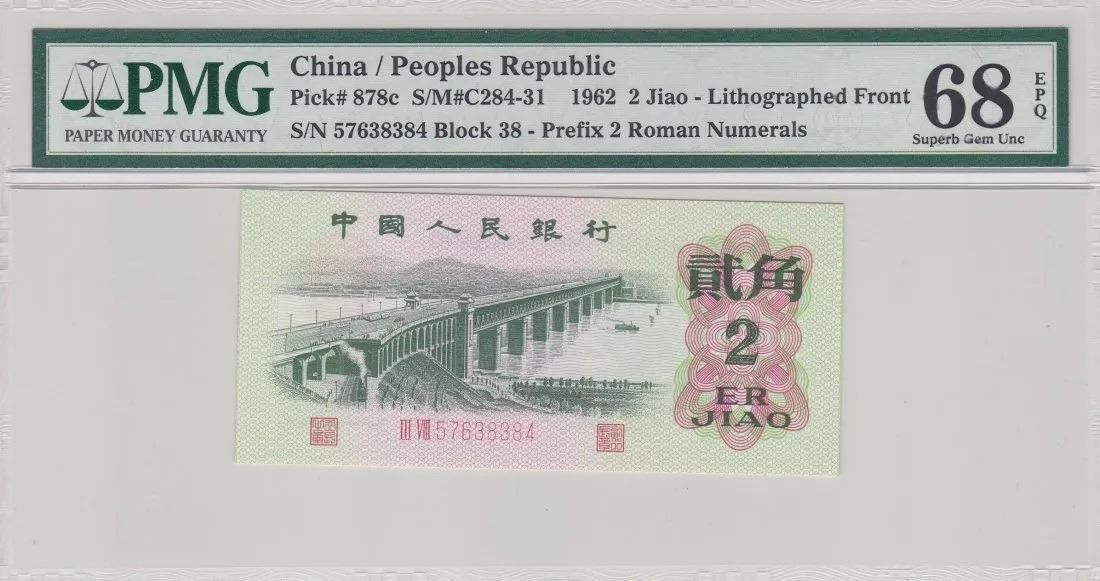 PMG
PAPER MONEY GUARANTY
China / Peoples Republic
Pick# 878c S/M#C284-31 1962 2 Jiao - Lithographed Front
S/N 57638384 Block 38 - Prefix 2 Roman Numerals
68
EPQ
Superb Gem Unc
中國人民銀行
貳角
2
ER
JIAO
III VIII 57638384